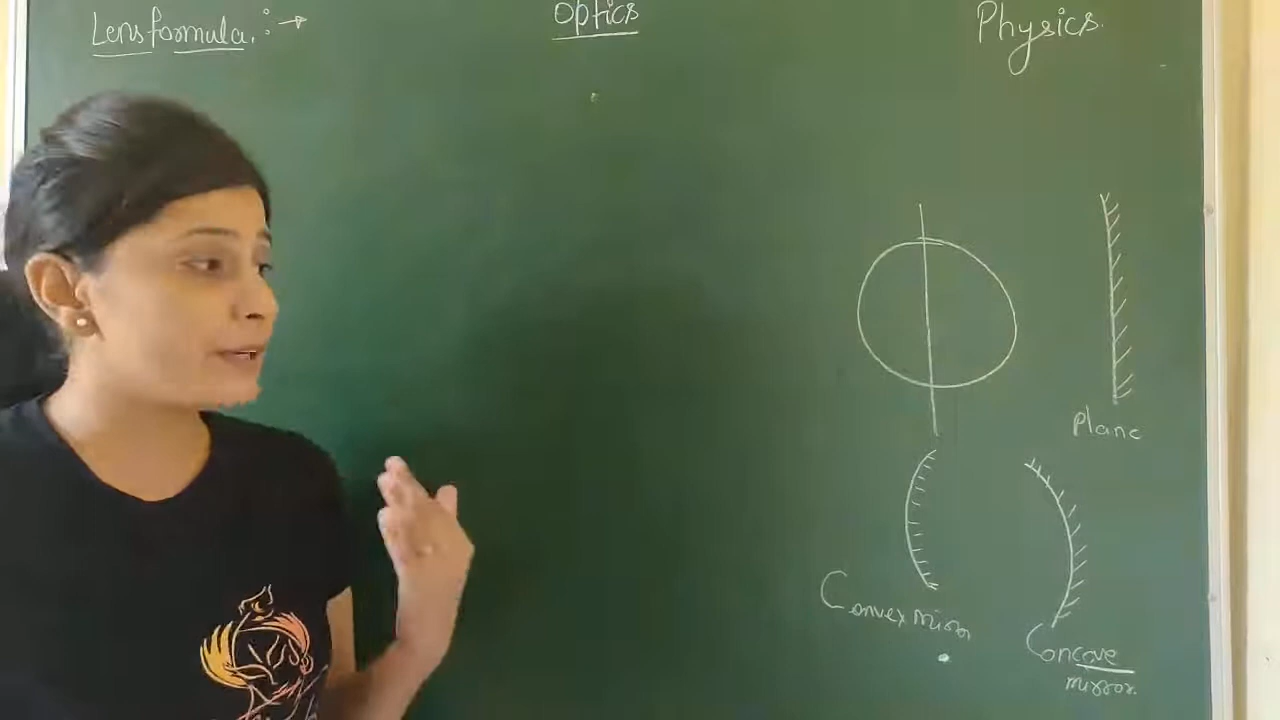 Lens formula :→
Optics
Physics
Plane
Convex mirror
Concave
mirror